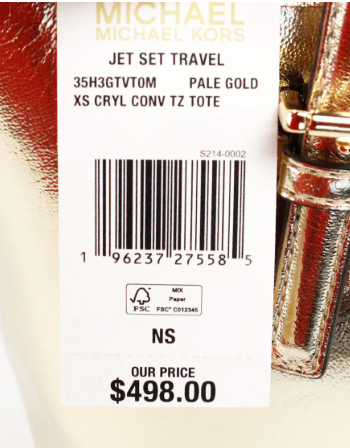 MICHAEL
MICHAEL KORS
JET SET TRAVEL
35H3GTVT0M PALE GOLD
XS CRYL CONV TZ TOTE
S214-0002
1 96237 27558 5
MIX
Paper
FSC FSC® C012345
NS
OUR PRICE
$498.00